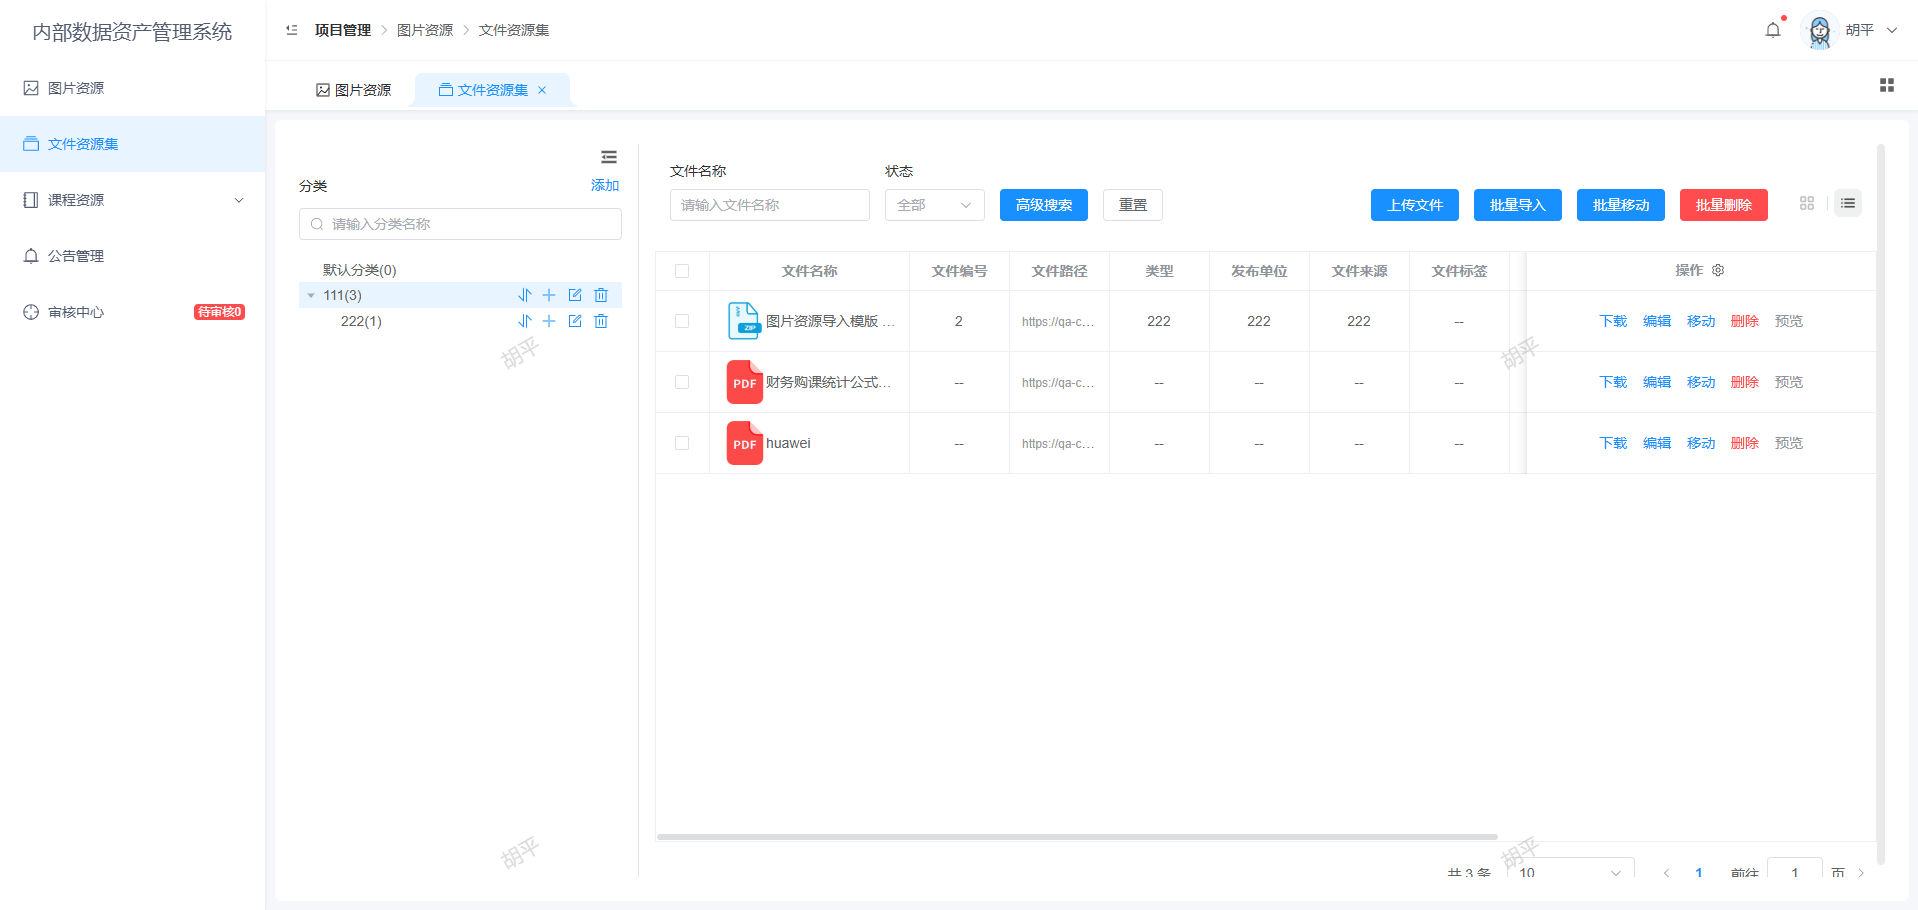 内部数据资产管理系统
图片资源
文件资源集
课程资源
公告管理
审核中心 待审核0
项目管理 图片资源 文件资源集
胡平
图片资源 文件资源集
分类 添加
请输入分类名称
默认分类(0)
111(3)
222(1)
文件名称 状态
请输入文件名称 全部 高级搜索 重置 上传文件 批量导入 批量移动 批量删除
文件名称 文件编号 文件路径 类型 发布单位 文件来源 文件标签 操作
ZIP 图片资源导入模版 ... 2 https://qa-c... 222 222 222 -- 下载 编辑 移动 删除 预览
PDF 财务购课统计公式... -- https://qa-c... -- -- -- -- 下载 编辑 移动 删除 预览
PDF huawei -- https://qa-c... -- -- -- -- 下载 编辑 移动 删除 预览
胡平 胡平
胡平 胡平
共 3 条 10 1 前往 1 页